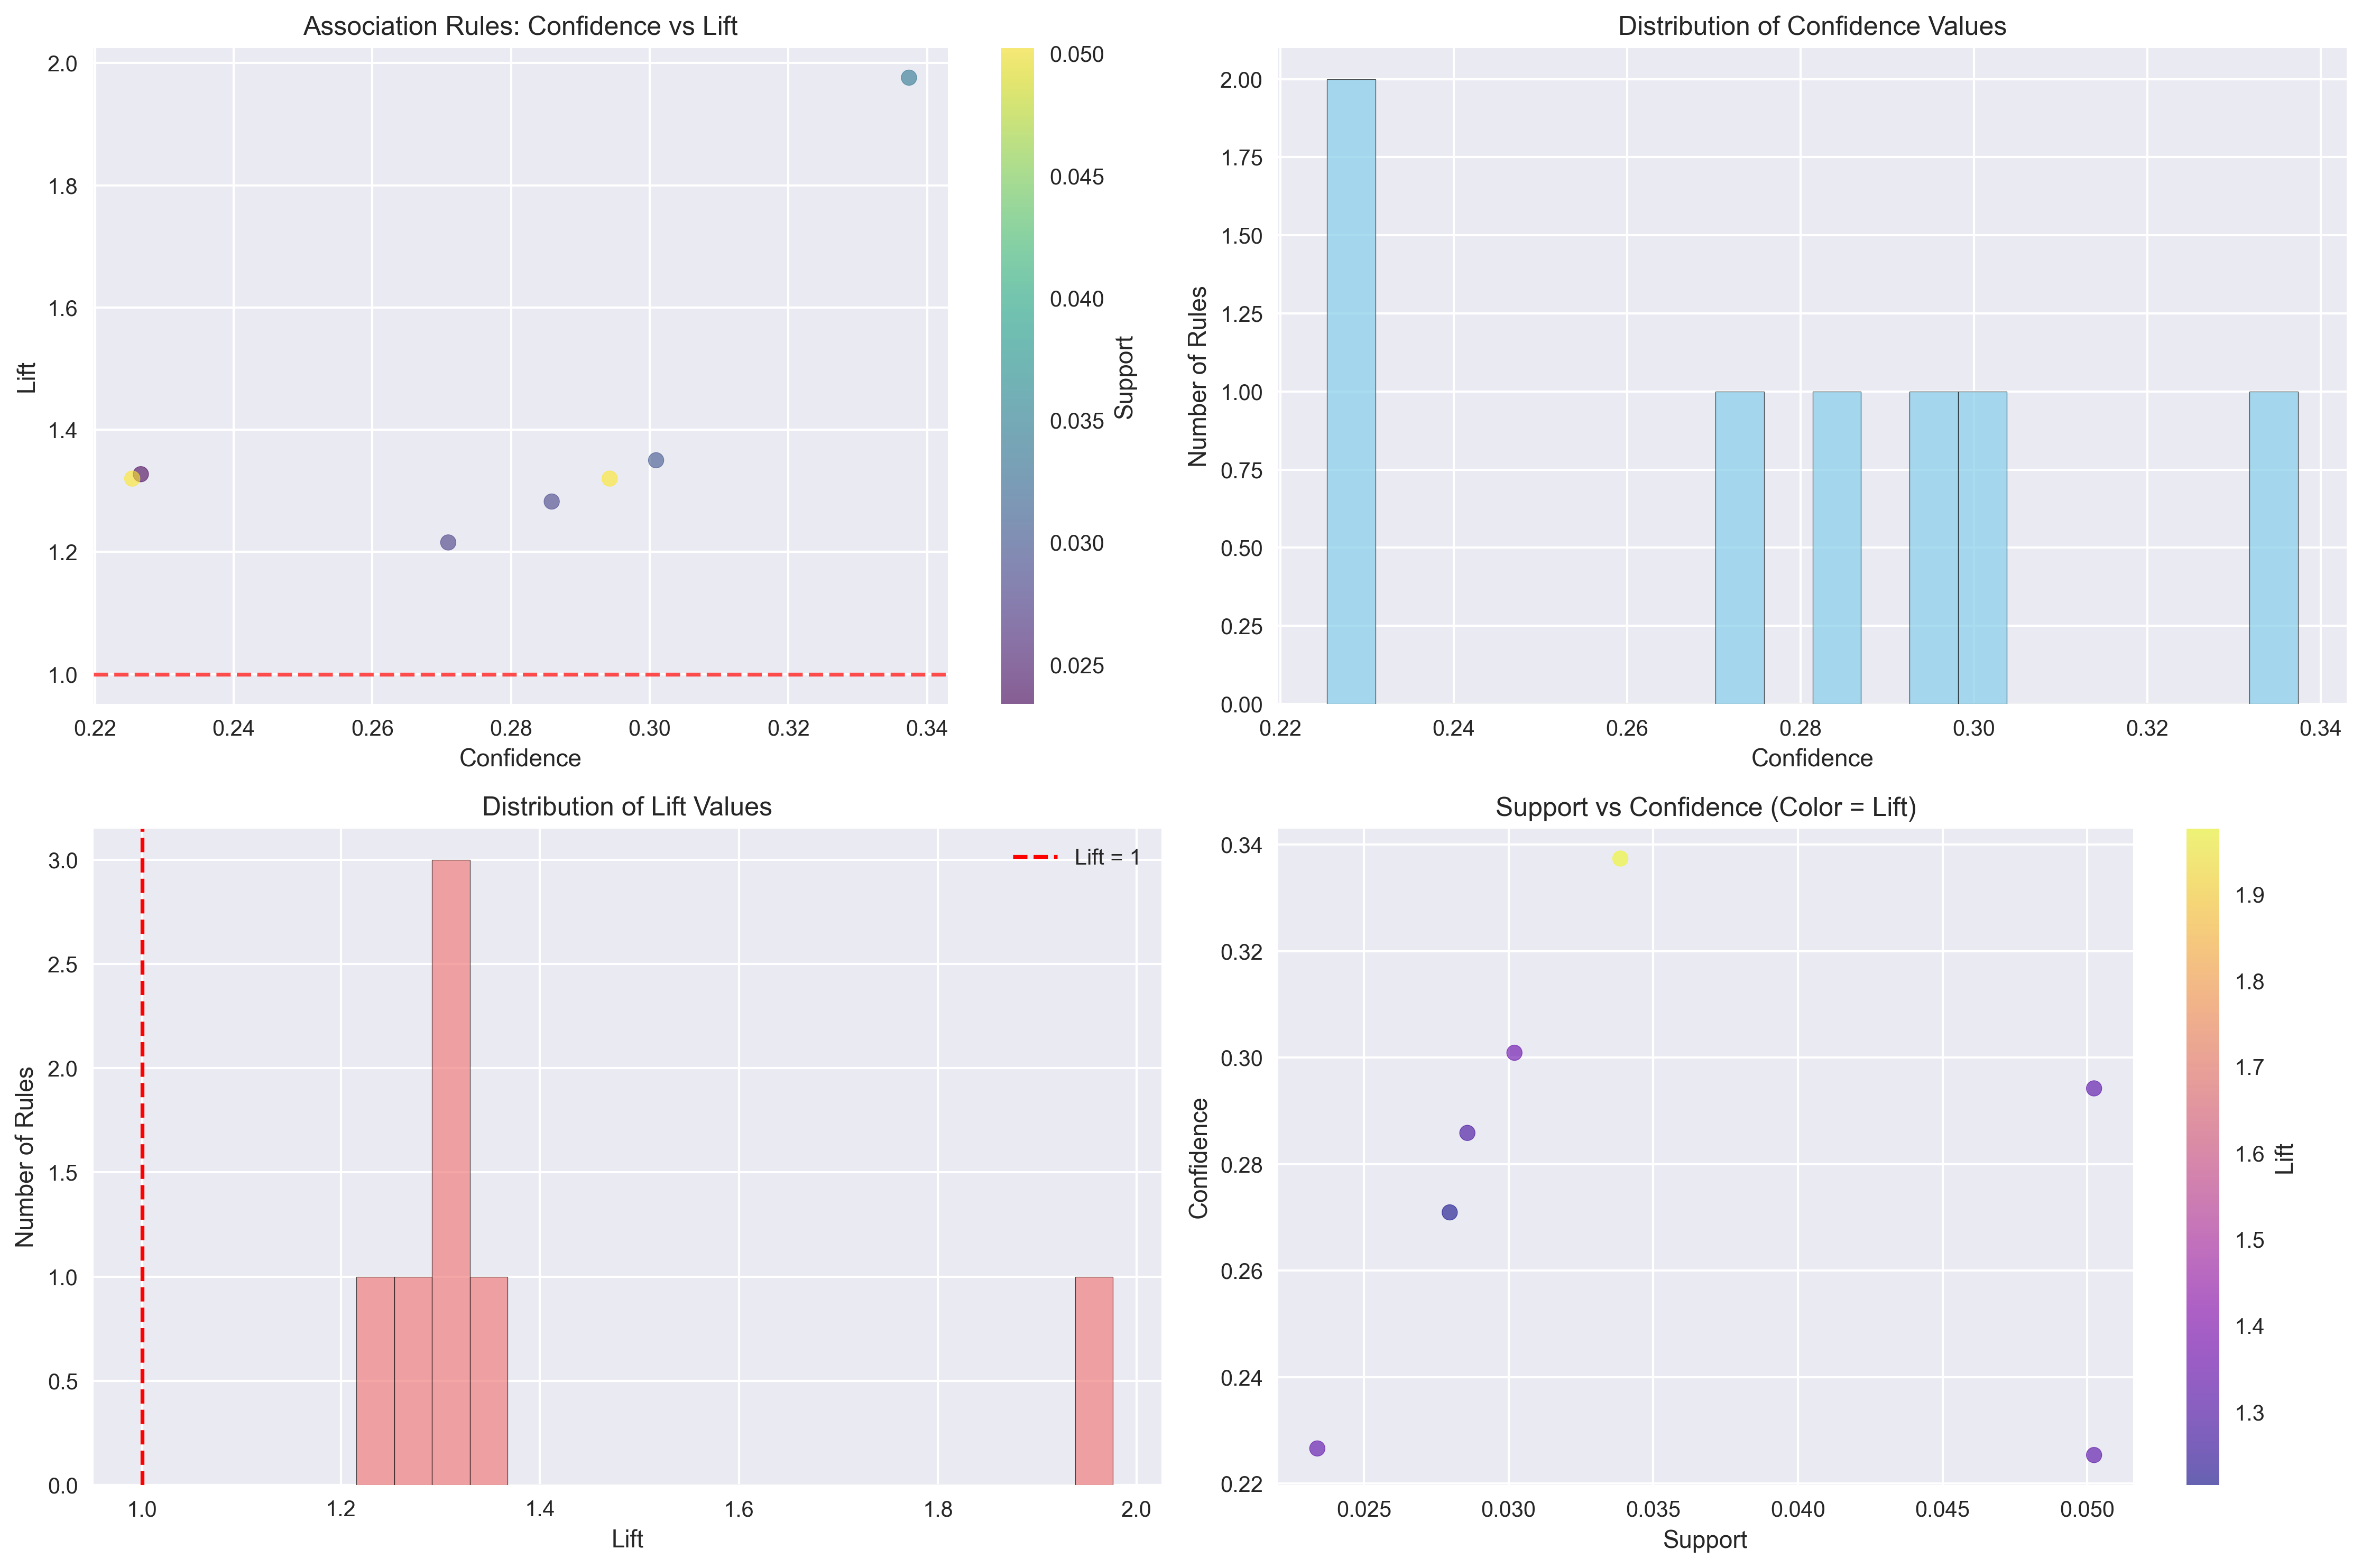 Association Rules: Confidence vs Lift
2.0
1.8
1.6
1.4
1.2
1.0
Lift
0.22 0.24 0.26 0.28 0.30 0.32 0.34
Confidence
0.050
0.045
0.040
0.035
0.030
0.025
Support
Distribution of Confidence Values
2.00
1.75
1.50
1.25
1.00
0.75
0.50
0.25
0.00
Number of Rules
0.22 0.24 0.26 0.28 0.30 0.32 0.34
Confidence
Distribution of Lift Values
Lift = 1
3.0
2.5
2.0
1.5
1.0
0.5
0.0
Number of Rules
1.0 1.2 1.4 1.6 1.8 2.0
Lift
Support vs Confidence (Color = Lift)
0.34
0.32
0.30
0.28
0.26
0.24
0.22
Confidence
0.025 0.030 0.035 0.040 0.045 0.050
Support
1.9
1.8
1.7
1.6
1.5
1.4
1.3
Lift